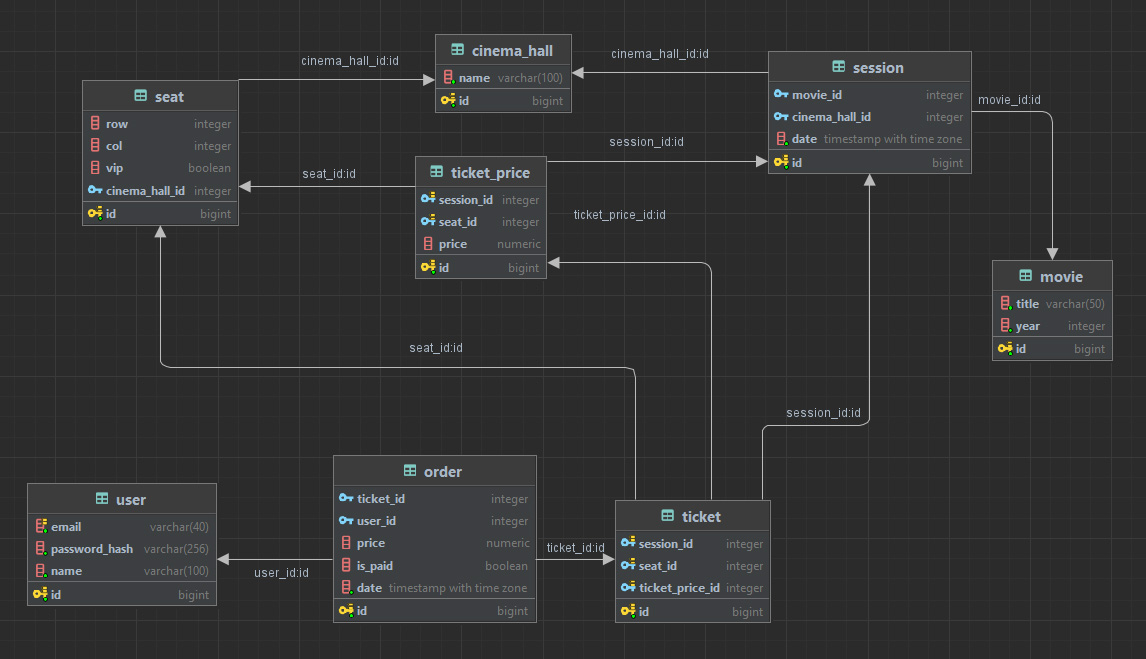 cinema_hall
name varchar(100)
id bigint
cinema_hall_id:id
cinema_hall_id:id
session
movie_id integer
cinema_hall_id integer
date timestamp with time zone
id bigint
movie_id:id
seat
row integer
col integer
vip boolean
cinema_hall_id integer
id bigint
session_id:id
seat_id:id
ticket_price
session_id integer
seat_id integer
price numeric
id bigint
ticket_price_id:id
movie
title varchar(50)
year integer
id bigint
seat_id:id
session_id:id
user
email varchar(40)
password_hash varchar(256)
name varchar(100)
id bigint
user_id:id
order
ticket_id integer
user_id integer
price numeric
is_paid boolean
date timestamp with time zone
id bigint
ticket_id:id
ticket
session_id integer
seat_id integer
ticket_price_id integer
id bigint